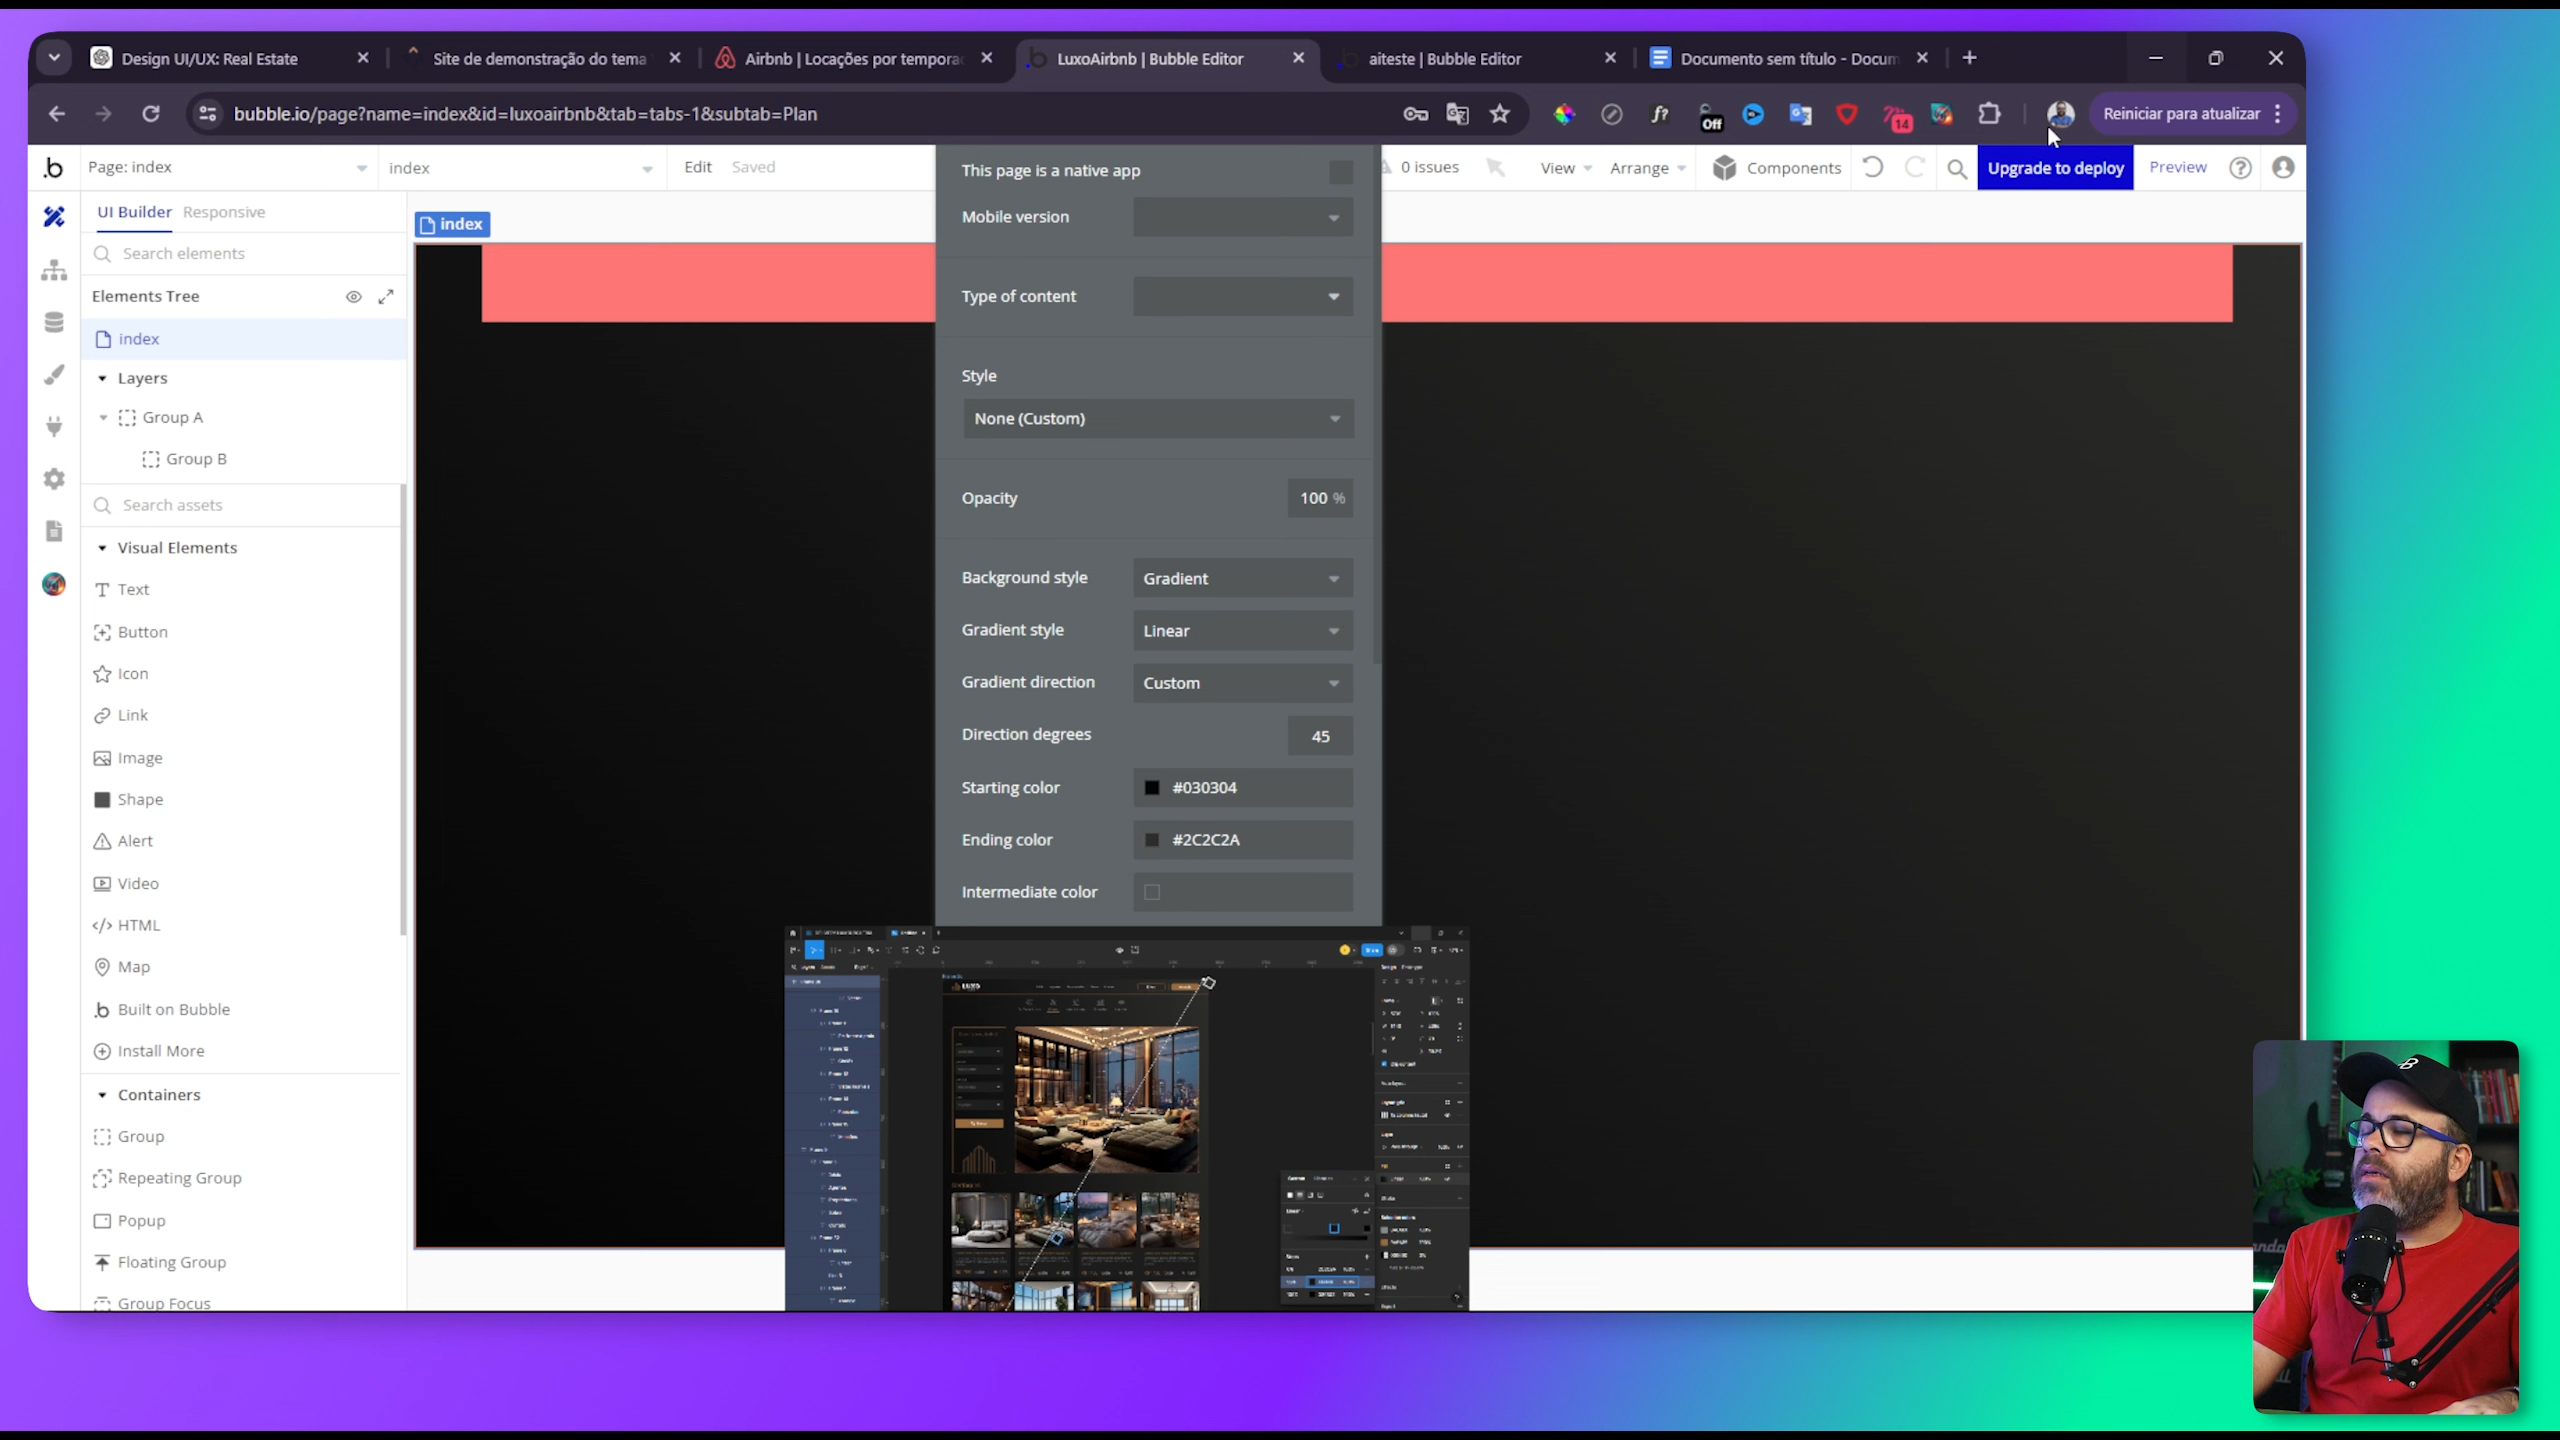 Design UI/UX: Real Estate
Site de demonstração do tema
Airbnb | Locações por tempora
LuxoAirbnb | Bubble Editor
aiteste | Bubble Editor
Documento sem título - Docum
bubble.io/page?name=index&id=luxoairbnb&tab=tabs-1&subtab=Plan
f?
Off
14
Reiniciar para atualizar
.b
Page: index
index
Edit
Saved
0 issues
View
Arrange
Components
Upgrade to deploy
Preview
UI Builder
Responsive
Search elements
Elements Tree
index
Layers
Group A
Group B
Search assets
Visual Elements
Text
Button
Icon
Link
Image
Shape
Alert
Video
HTML
Map
Built on Bubble
Install More
Containers
Group
Repeating Group
Popup
Floating Group
Group Focus
index
This page is a native app
Mobile version
Type of content
Style
None (Custom)
Opacity
100 %
Background style
Gradient
Gradient style
Linear
Gradient direction
Custom
Direction degrees
45
Starting color
#030304
Ending color
#2C2C2A
Intermediate color
LUXO